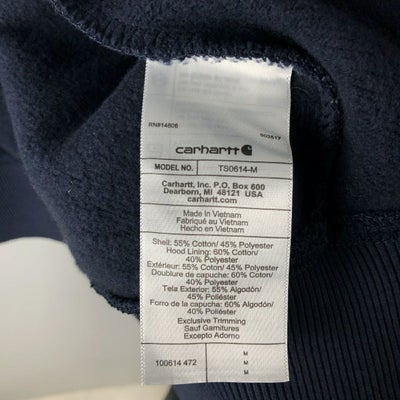 RN#14806
903617
carhartt
MODEL NO. TS0614-M
Carhartt, Inc. P.O. Box 600
Dearborn, MI 48121 USA
carhartt.com
Made in Vietnam
Fabriqué au Vietnam
Hecho en Vietnam
Shell: 55% Cotton/ 45% Polyester
Hood Lining: 60% Cotton/
40% Polyester
Extérieur: 55% Coton/ 45% Polyester
Doublure de capuche: 60% Coton/
40% Polyester
Tela Exterior: 55% Algodón/
45% Poliéster
Forro de la capucha: 60% Algodón/
40% Poliéster
Exclusive Trimming
Sauf Garnitures
Excepto Adornos
100614 472
M
M
M